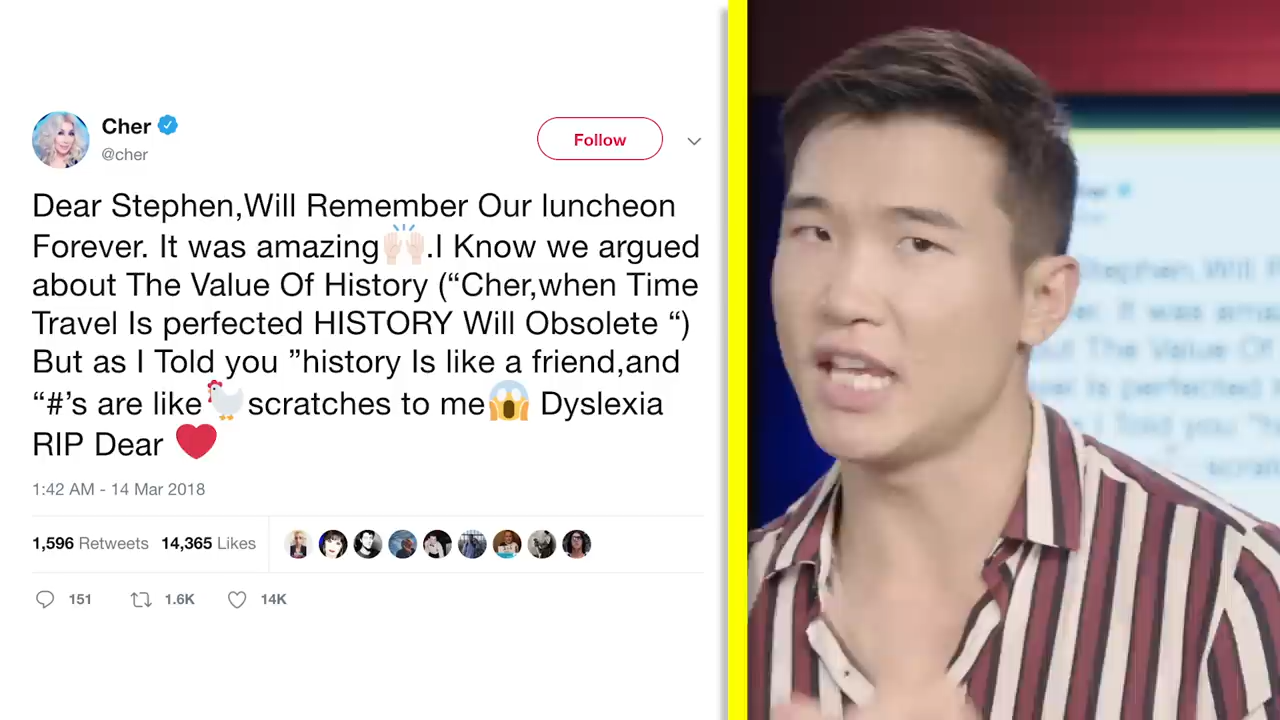 Cher
@cher
Follow
Dear Stephen,Will Remember Our luncheon
Forever. It was amazing🙌🏻.I Know we argued
about The Value Of History (“Cher,when Time
Travel Is perfected HISTORY Will Obsolete “)
But as I Told you ”history Is like a friend,and
“#’s are like🐓scratches to me😱 Dyslexia
RIP Dear ❤️
1:42 AM - 14 Mar 2018
1,596 Retweets 14,365 Likes
151 1.6K 14K